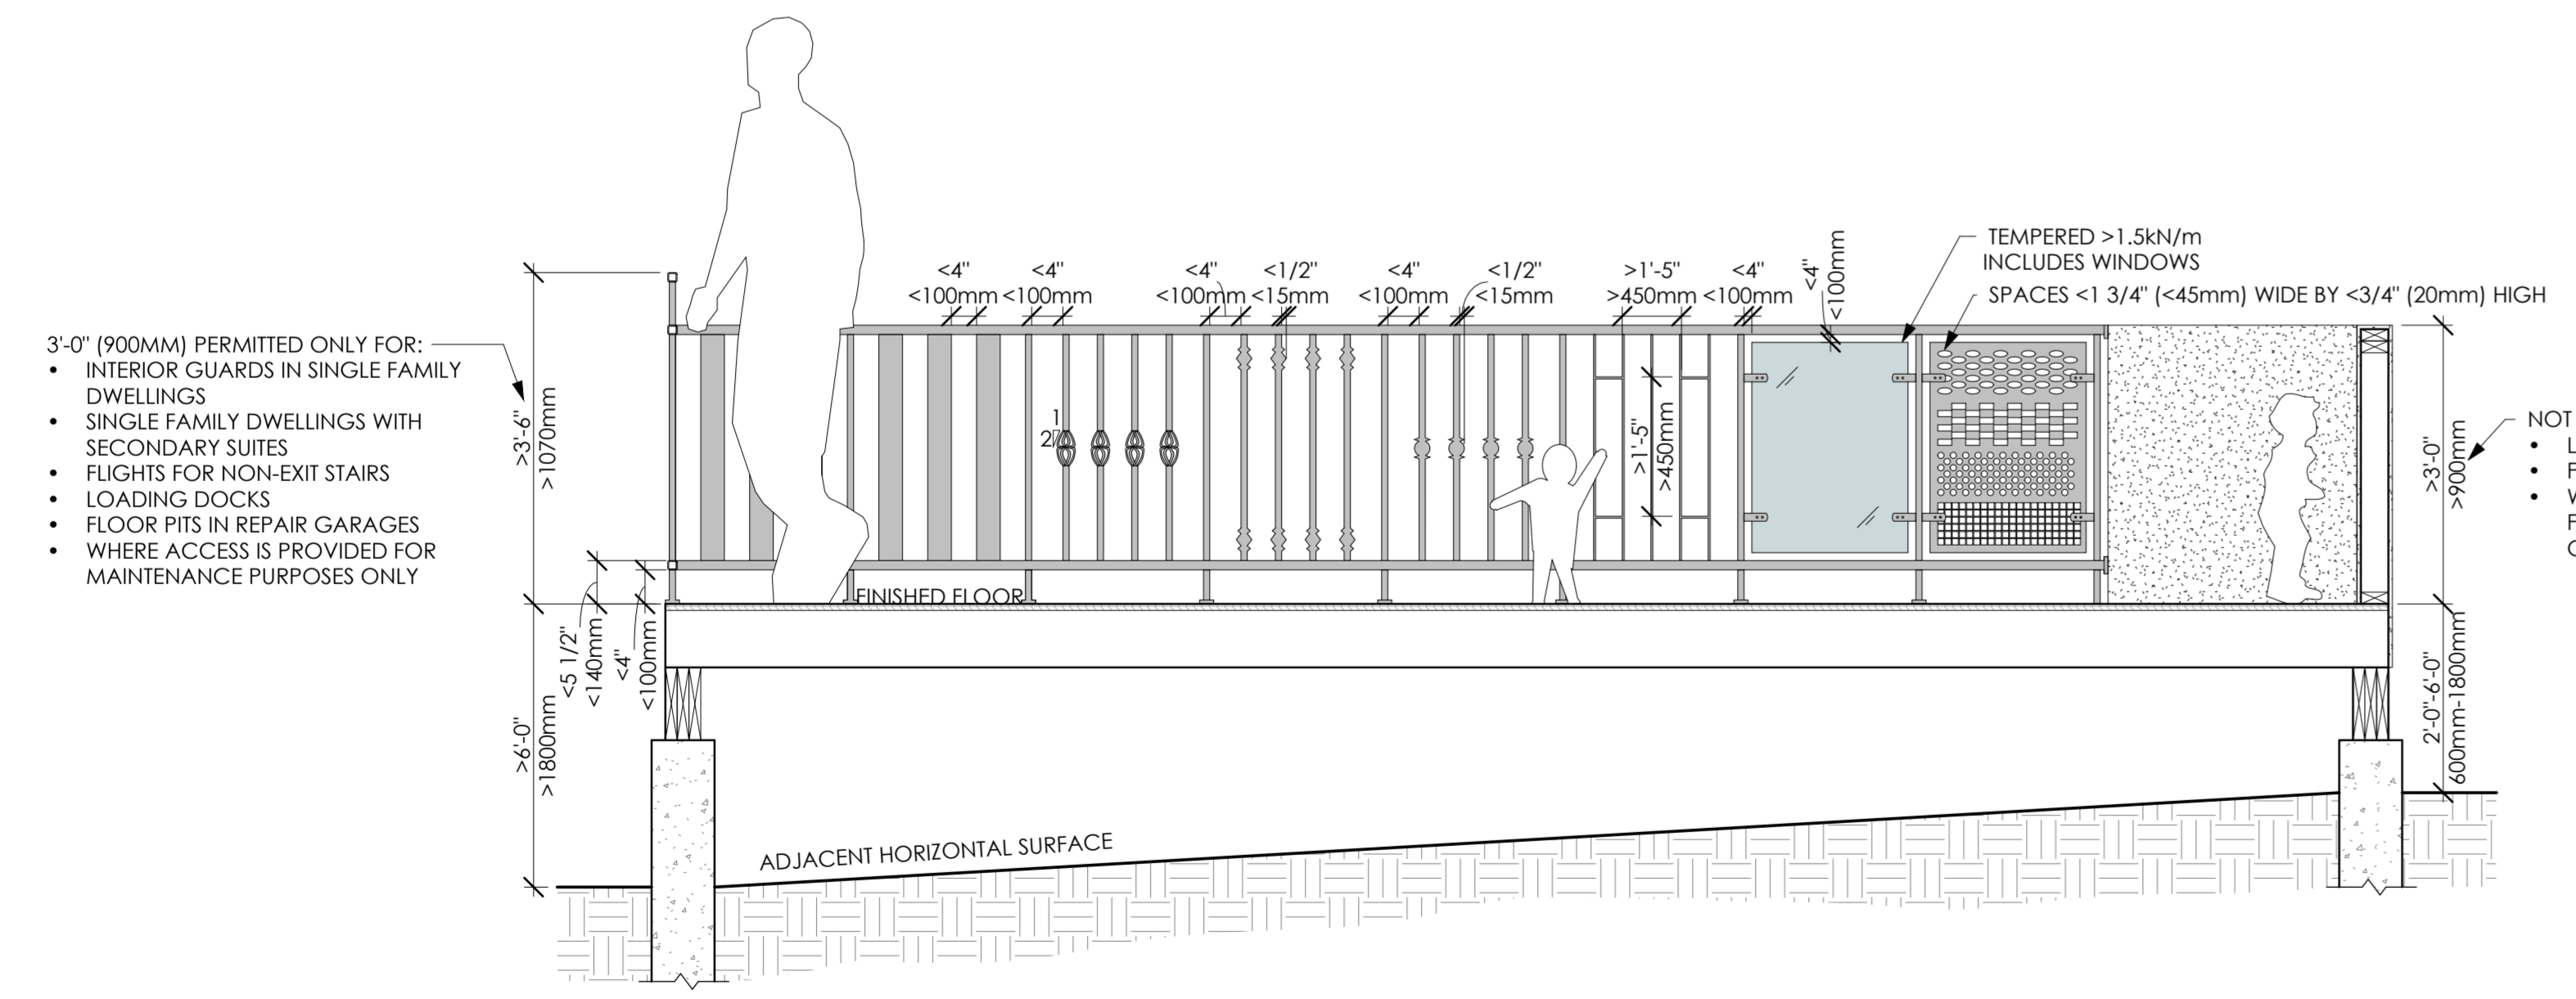 TEMPERED >1.5kN/m
INCLUDES WINDOWS
SPACES <1 3/4" (<45mm) WIDE BY <3/4" (20mm) HIGH
<4"
<100mm
<4"
<100mm
<4"
<100mm
<1/2"
<15mm
<4"
<100mm
<1/2"
<15mm
>1'-5"
>450mm
<4"
<100mm
<4"
<100mm
3'-0" (900MM) PERMITTED ONLY FOR:
• INTERIOR GUARDS IN SINGLE FAMILY
DWELLINGS
• SINGLE FAMILY DWELLINGS WITH
SECONDARY SUITES
• FLIGHTS FOR NON-EXIT STAIRS
• LOADING DOCKS
• FLOOR PITS IN REPAIR GARAGES
• WHERE ACCESS IS PROVIDED FOR
MAINTENANCE PURPOSES ONLY
>3'-6"
>1070mm
1
2
>1'-5"
>450mm
>3'-0"
>900mm
NOT
• L
• F
• W
F
FINISHED FLOOR
<5 1/2"
<140mm
<4"
<100mm
>6'-0"
>1800mm
2'-0"-6'-0"
600mm-1800mm
ADJACENT HORIZONTAL SURFACE